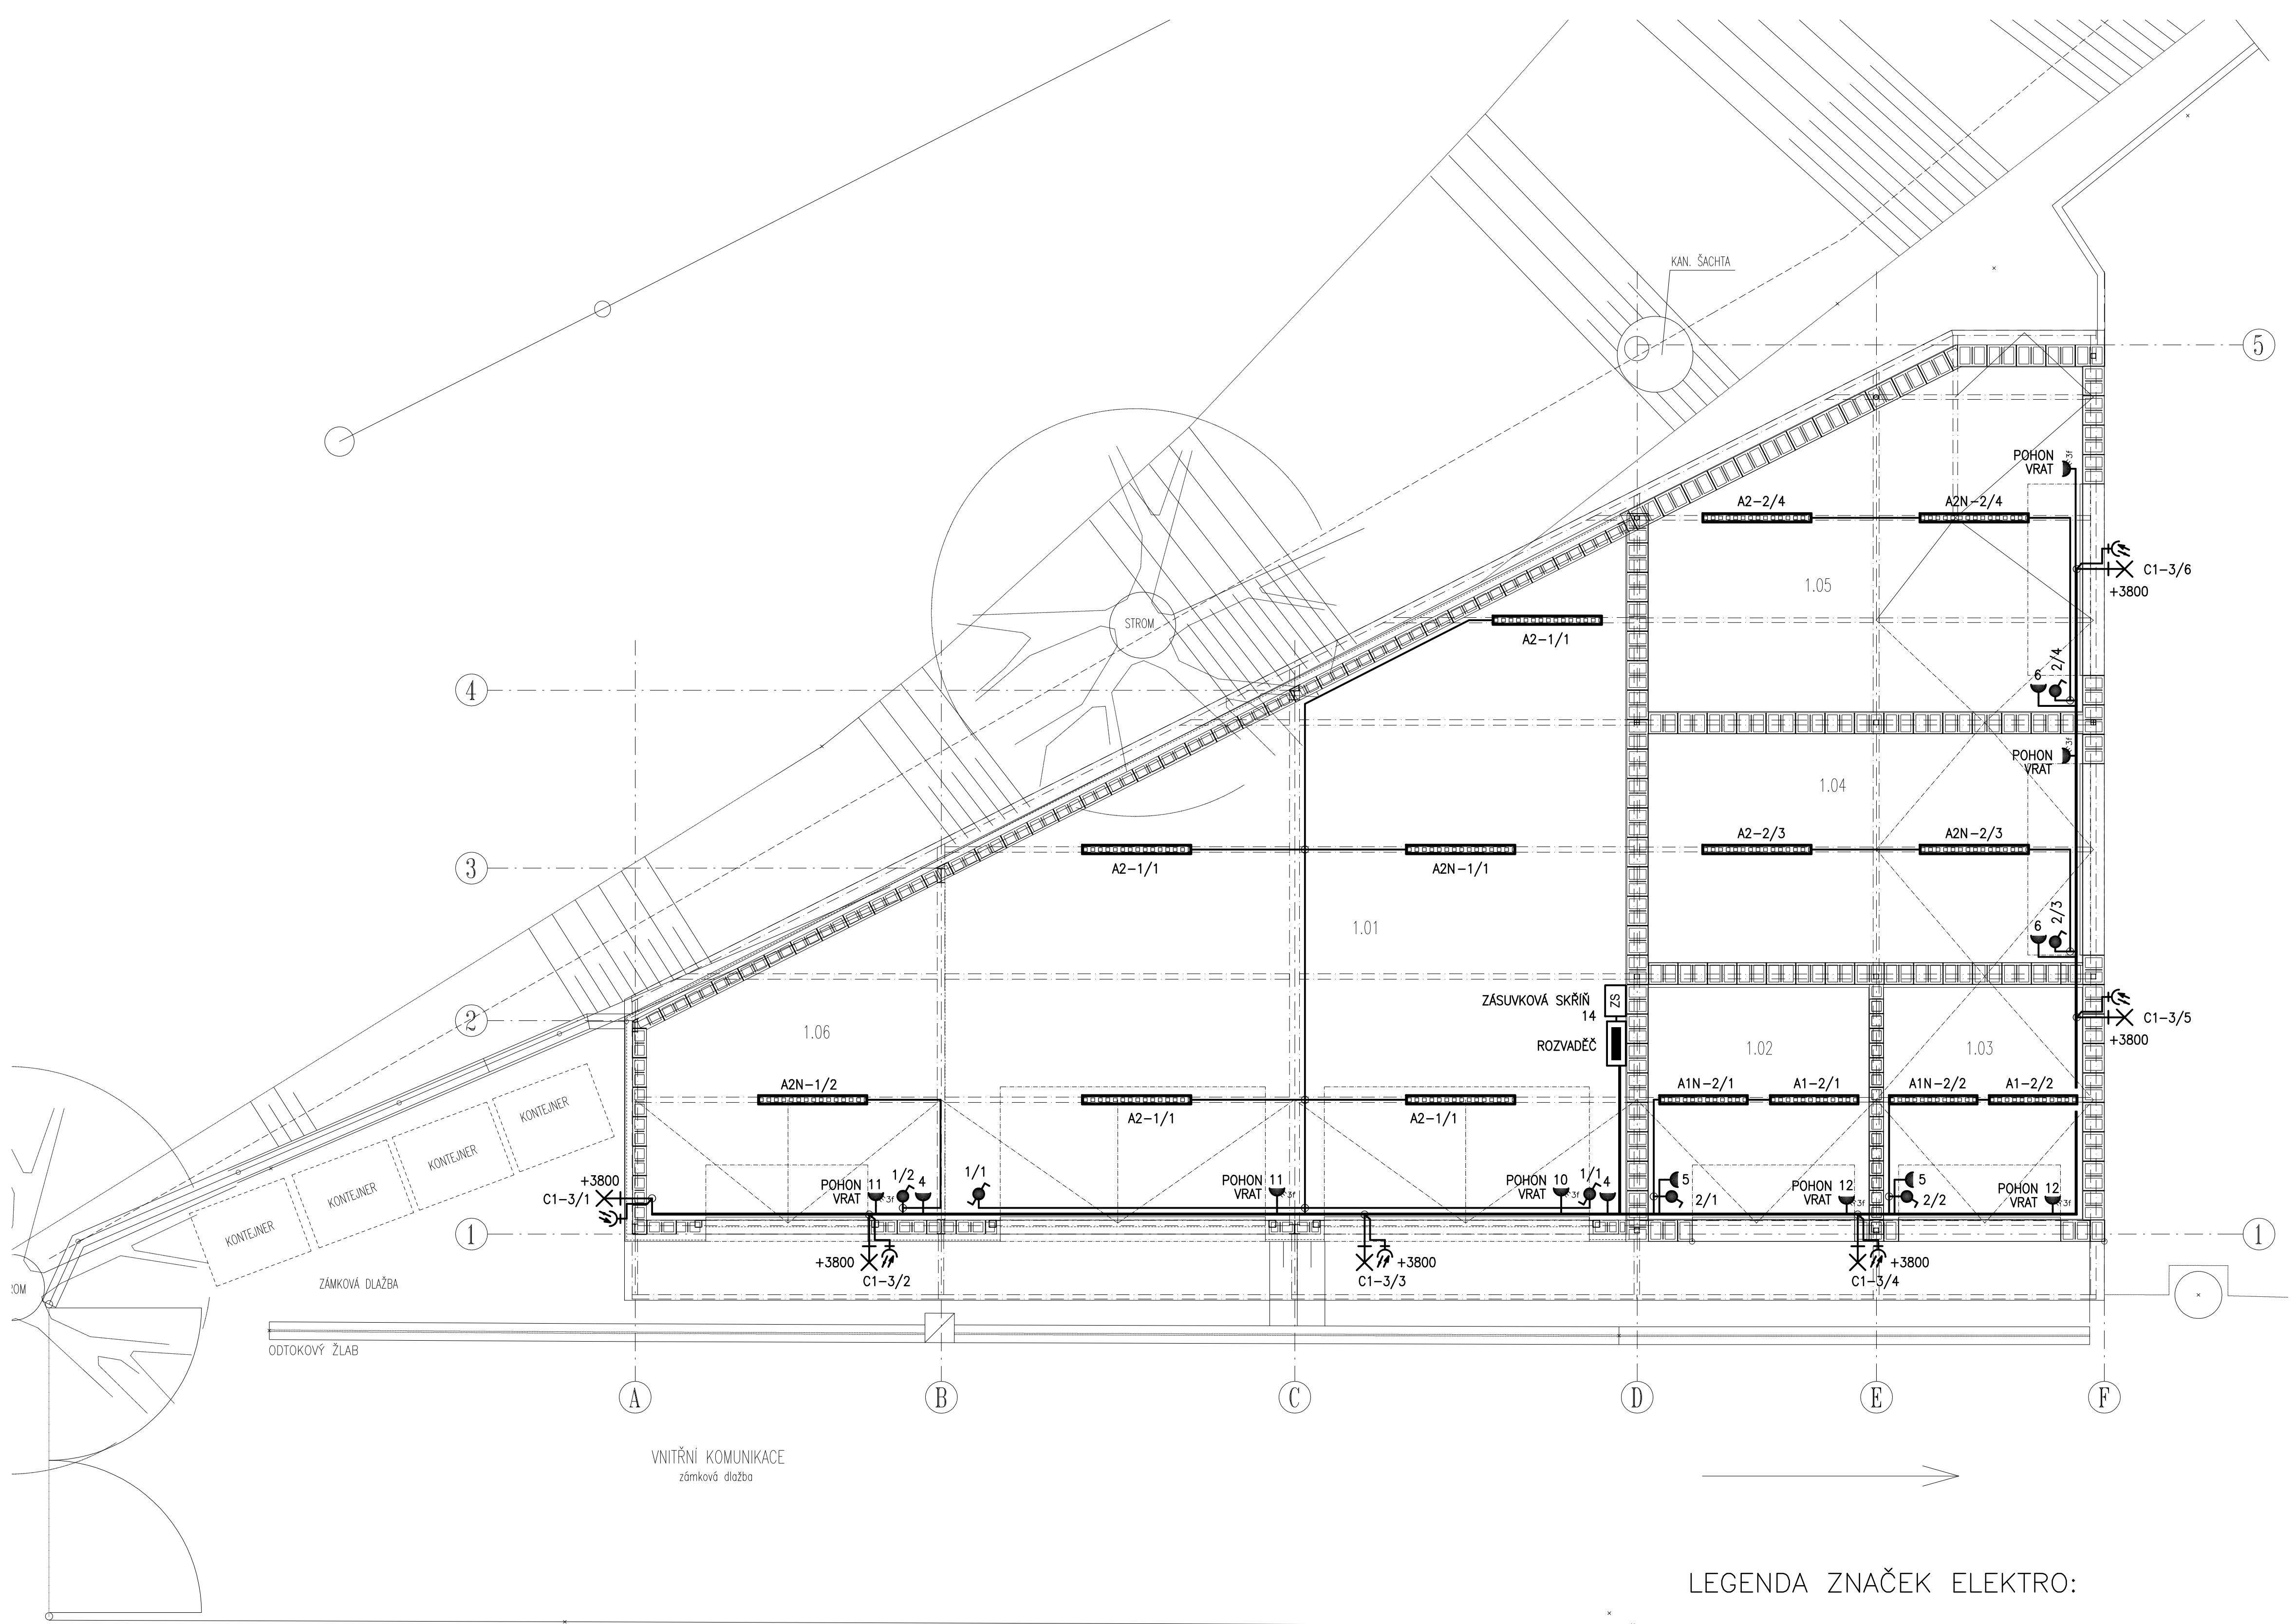 KAN. ŠACHTA
5
POHON
VRAT
3f
A2-2/4
A2N-2/4
C1-3/6
+3800
1.05
STROM
A2-1/1
2/4
6
4
POHON
VRAT
3f
1.04
A2-2/3
A2N-2/3
3
A2-1/1
A2N-1/1
1.01
2/3
6
ZÁSUVKOVÁ SKŘÍŇ
14
ZS
C1-3/5
+3800
2
1.06
ROZVADĚČ
1.02
1.03
A2N-1/2
A2-1/1
A2-1/1
A1N-2/1
A1-2/1
A1N-2/2
A1-2/2
KONTEJNER
KONTEJNER
KONTEJNER
KONTEJNER
+3800
C1-3/1
POHON 11
VRAT
3f
1/2
4
1/1
POHON 11
VRAT
3f
POHON 10
VRAT
3f
1/1
4
5
2/1
POHON 12
VRAT
3f
5
2/2
POHON 12
VRAT
3f
1
1
+3800
C1-3/2
+3800
C1-3/3
+3800
C1-3/4
ZÁMKOVÁ DLAŽBA
ODTOKOVÝ ŽLAB
A
B
C
D
E
F
VNITŘNÍ KOMUNIKACE
zámková dlažba
LEGENDA ZNAČEK ELEKTRO: